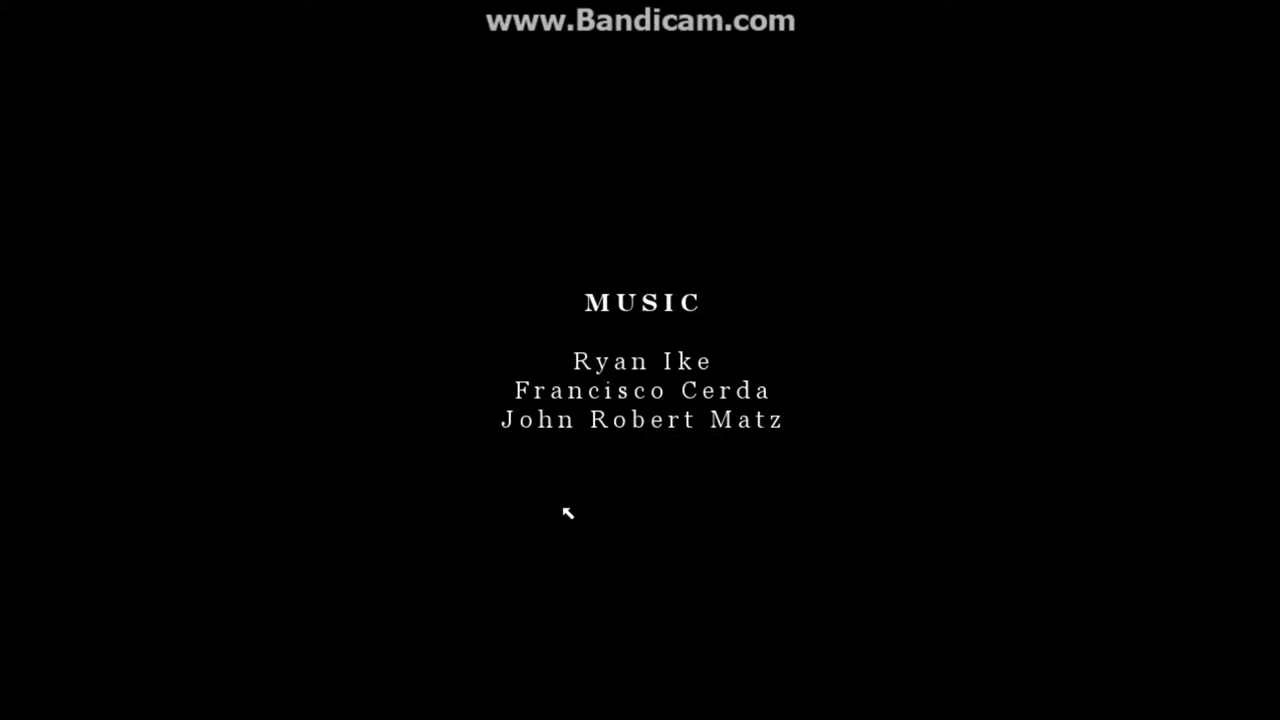 www.Bandicam.com
MUSIC
Ryan Ike
Francisco Cerda
John Robert Matz